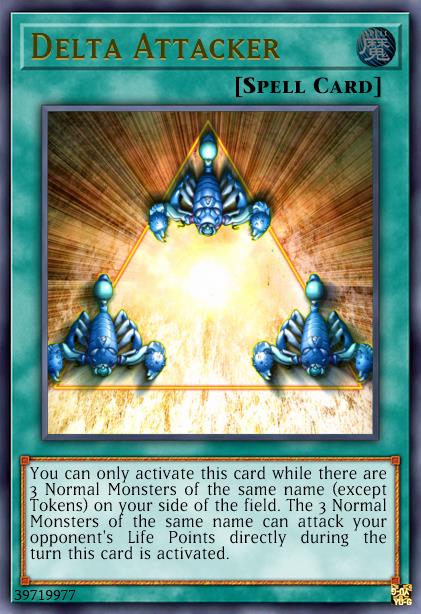 DELTA ATTACKER
[SPELL CARD]
You can only activate this card while there are
3 Normal Monsters of the same name (except
Tokens) on your side of the field. The 3 Normal
Monsters of the same name can attack your
opponent's Life Points directly during the
turn this card is activated.
39719977